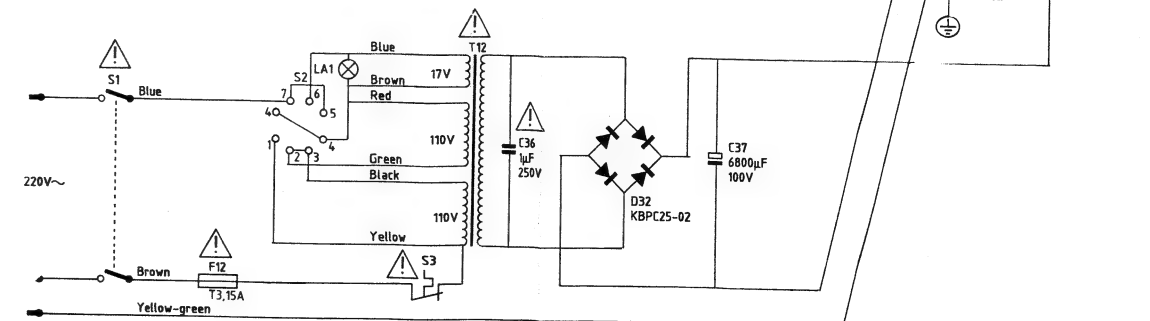 S1
Blue
220V~
Brown
F12
T3,15A
Yellow-green
S2
7
6
5
4
4
1
2
3
LA1
Blue
17V
Brown
Red
110V
Green
Black
110V
Yellow
S3
T12
C36
1µF
250V
D32
KBPC25-02
C37
6800µF
100V